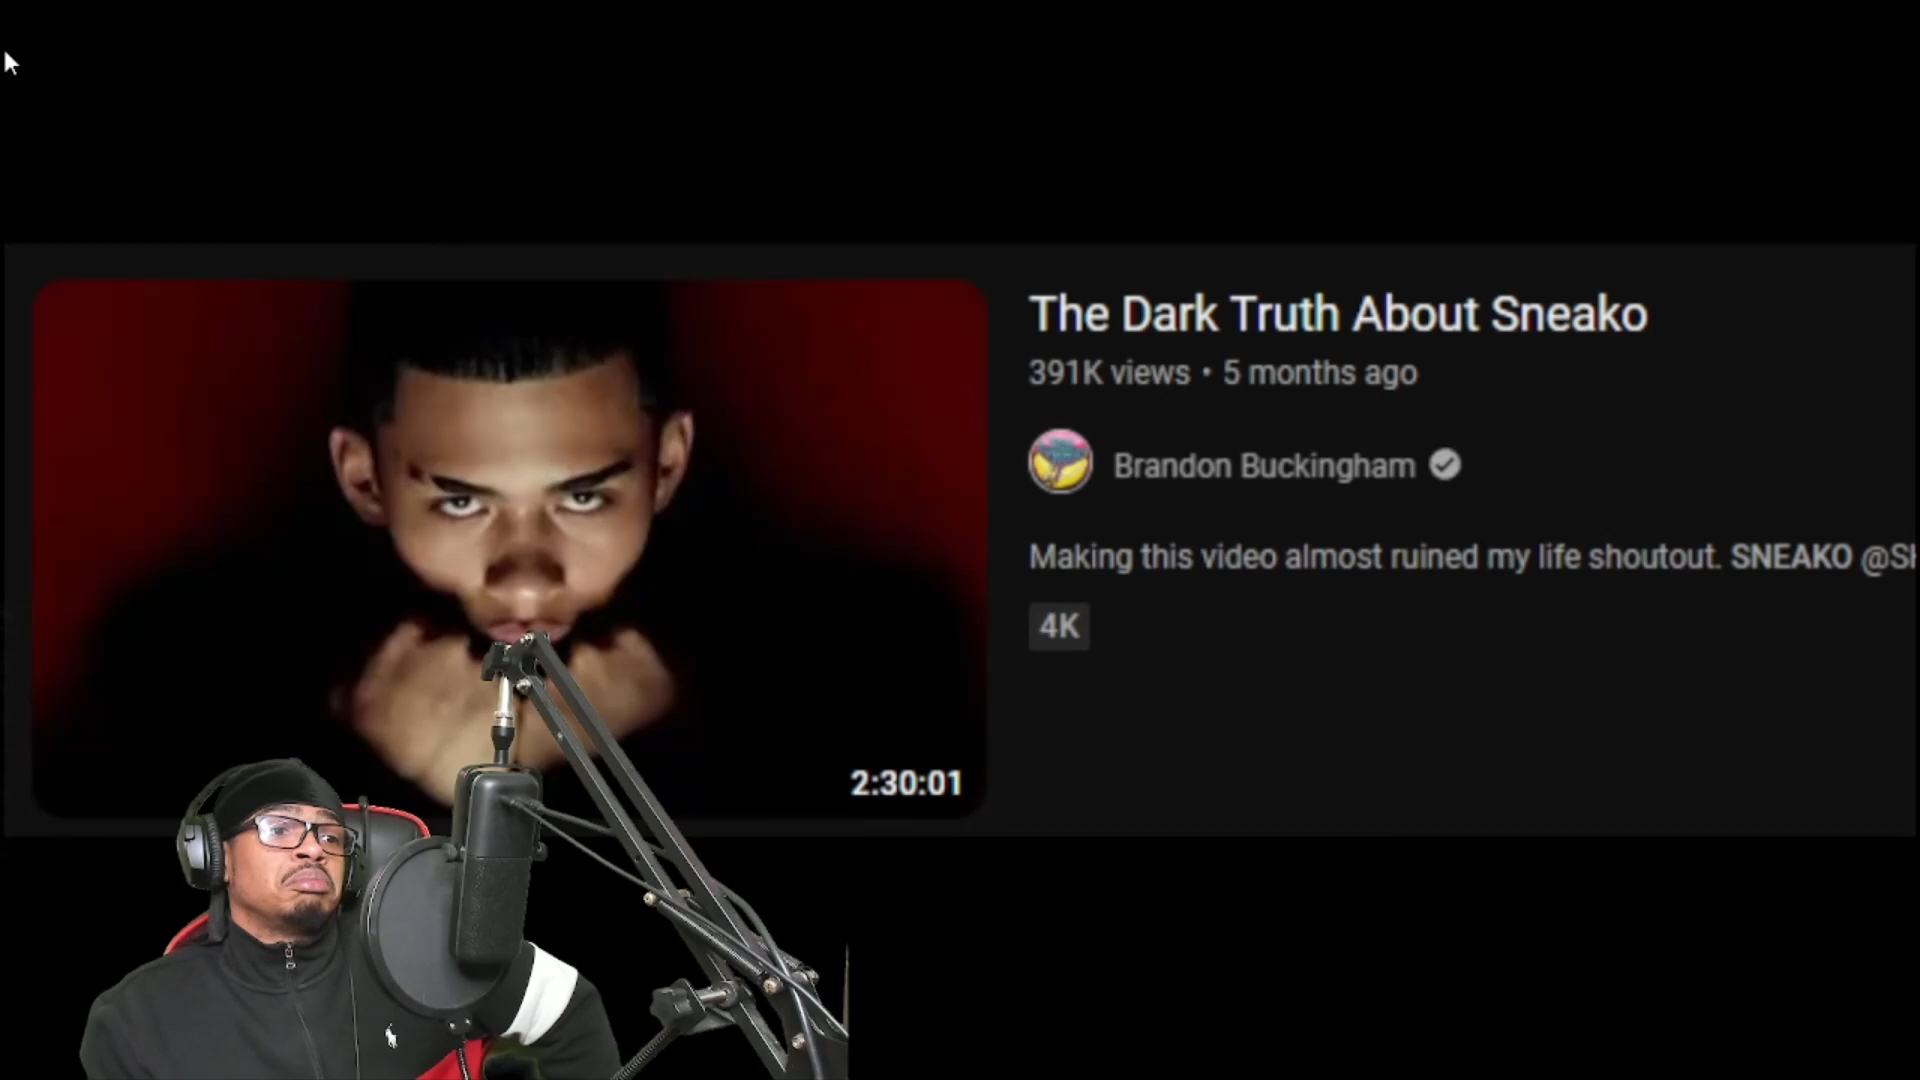 The Dark Truth About Sneako
391K views • 5 months ago
Brandon Buckingham
Making this video almost ruined my life shoutout. SNEAKO
4K
2:30:01